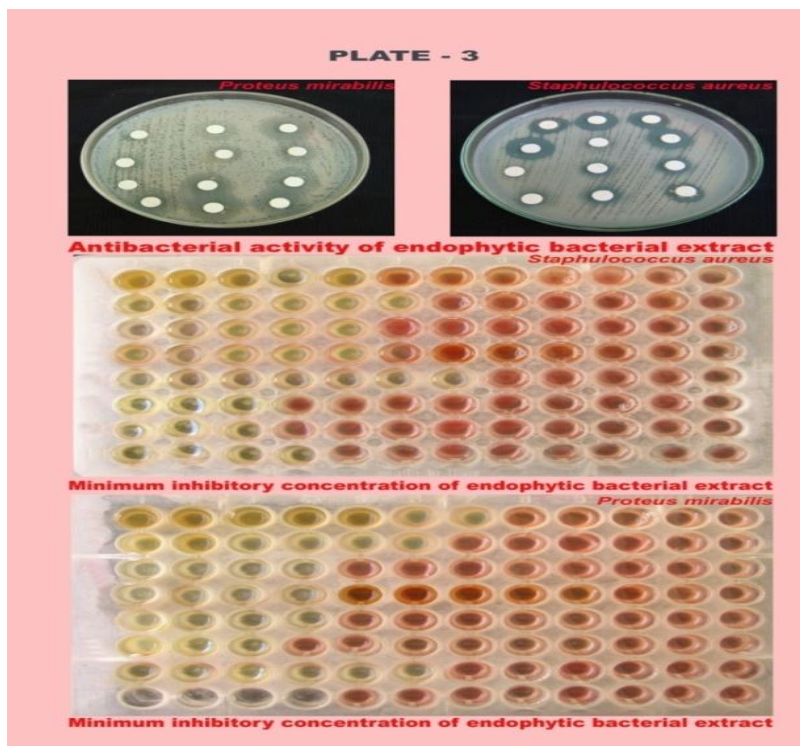 PLATE - 3
Proteus mirabilis
Staphulococcus aureus
Antibacterial activity of endophytic bacterial extract
Staphulococcus aureus
Minimum inhibitory concentration of endophytic bacterial extract
Proteus mirabilis
Minimum inhibitory concentration of endophytic bacterial extract